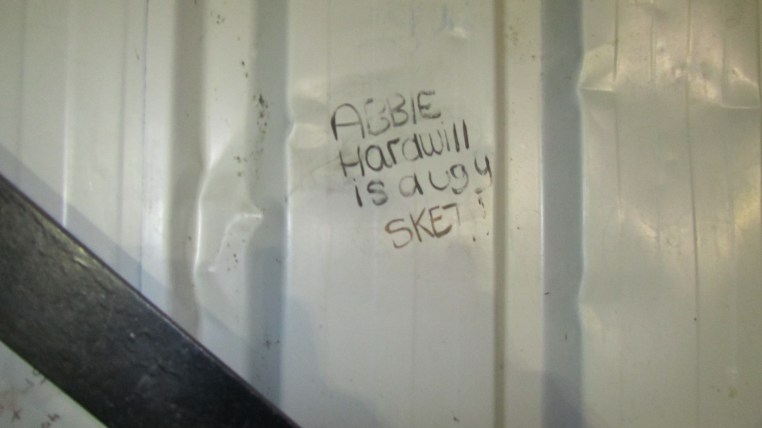 ABBIE
Hardwill
is a ugy
SKET!